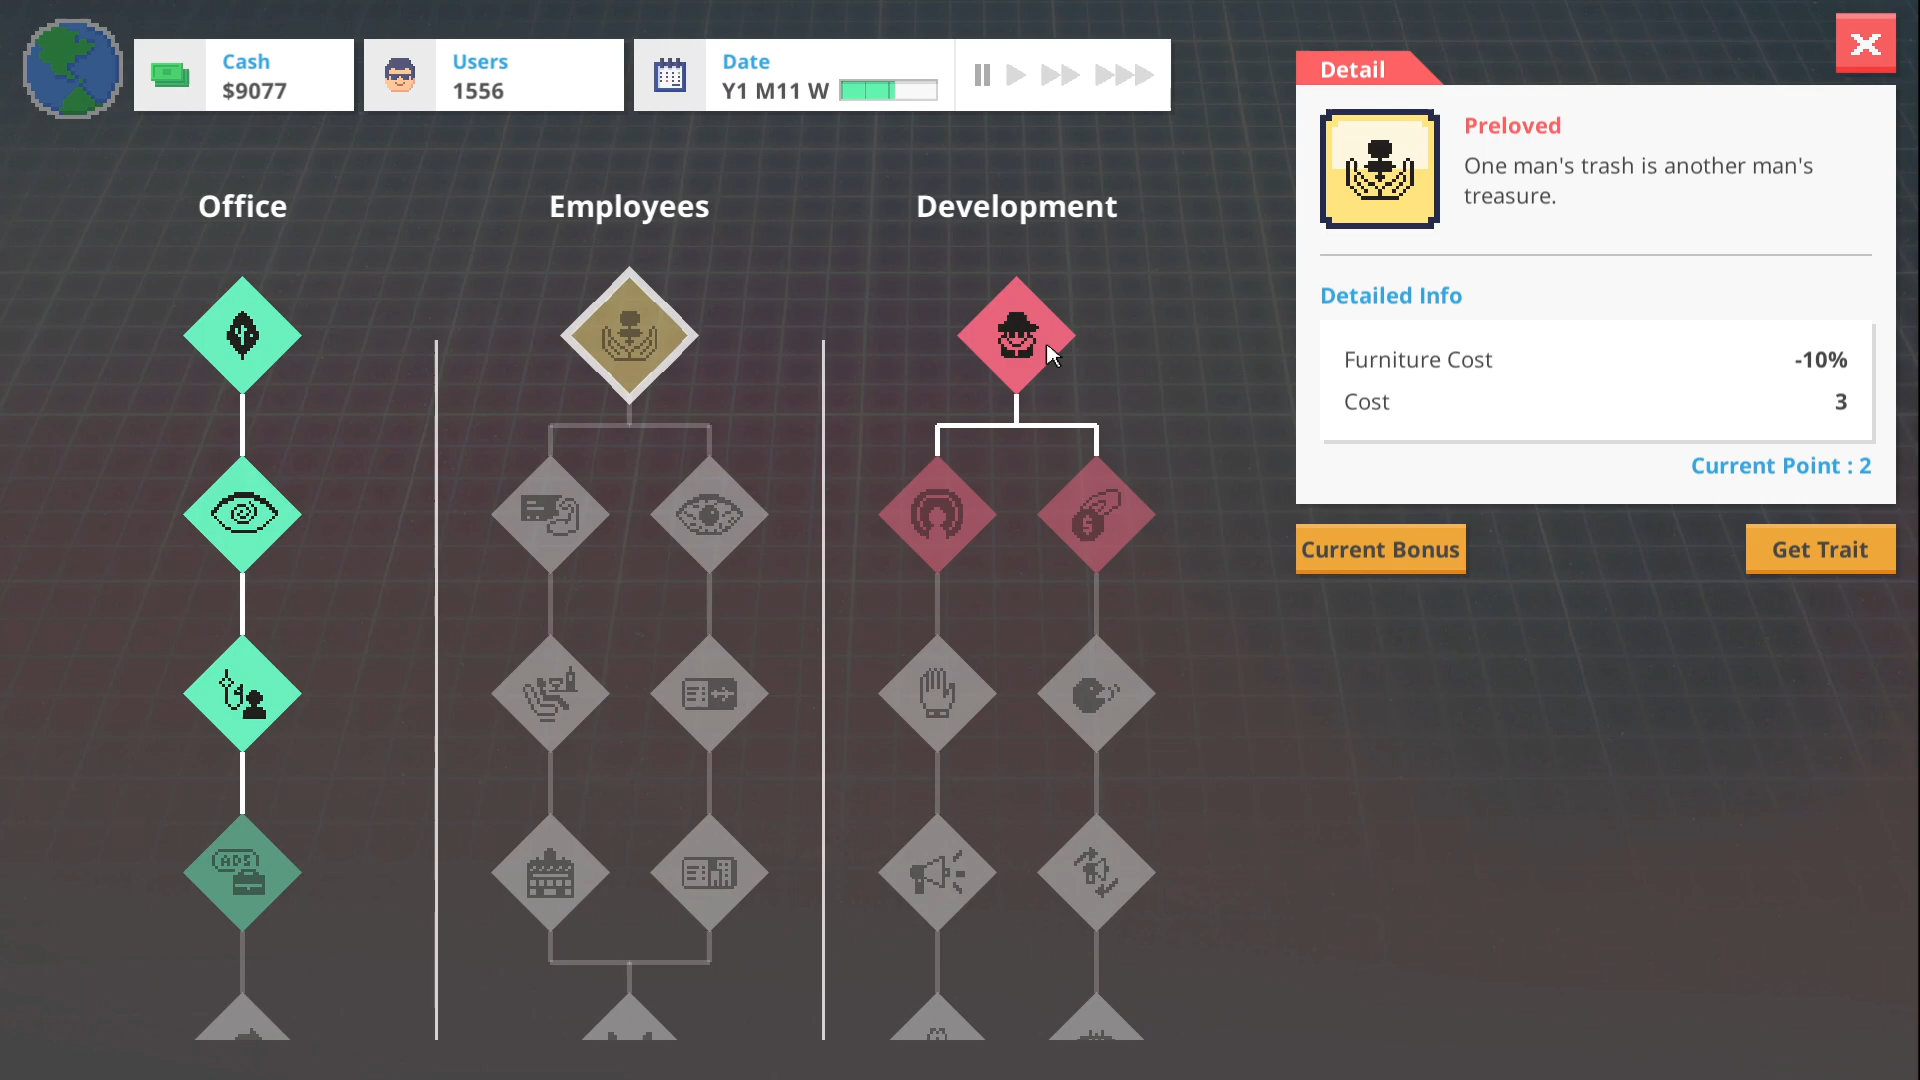 Cash
$9077
Users
1556
Date
Y1 M11 W
Office
Employees
Development
ADS
Detail
Preloved
One man's trash is another man's
treasure.
Detailed Info
Furniture Cost
-10%
Cost
3
Current Point : 2
Current Bonus
Get Trait